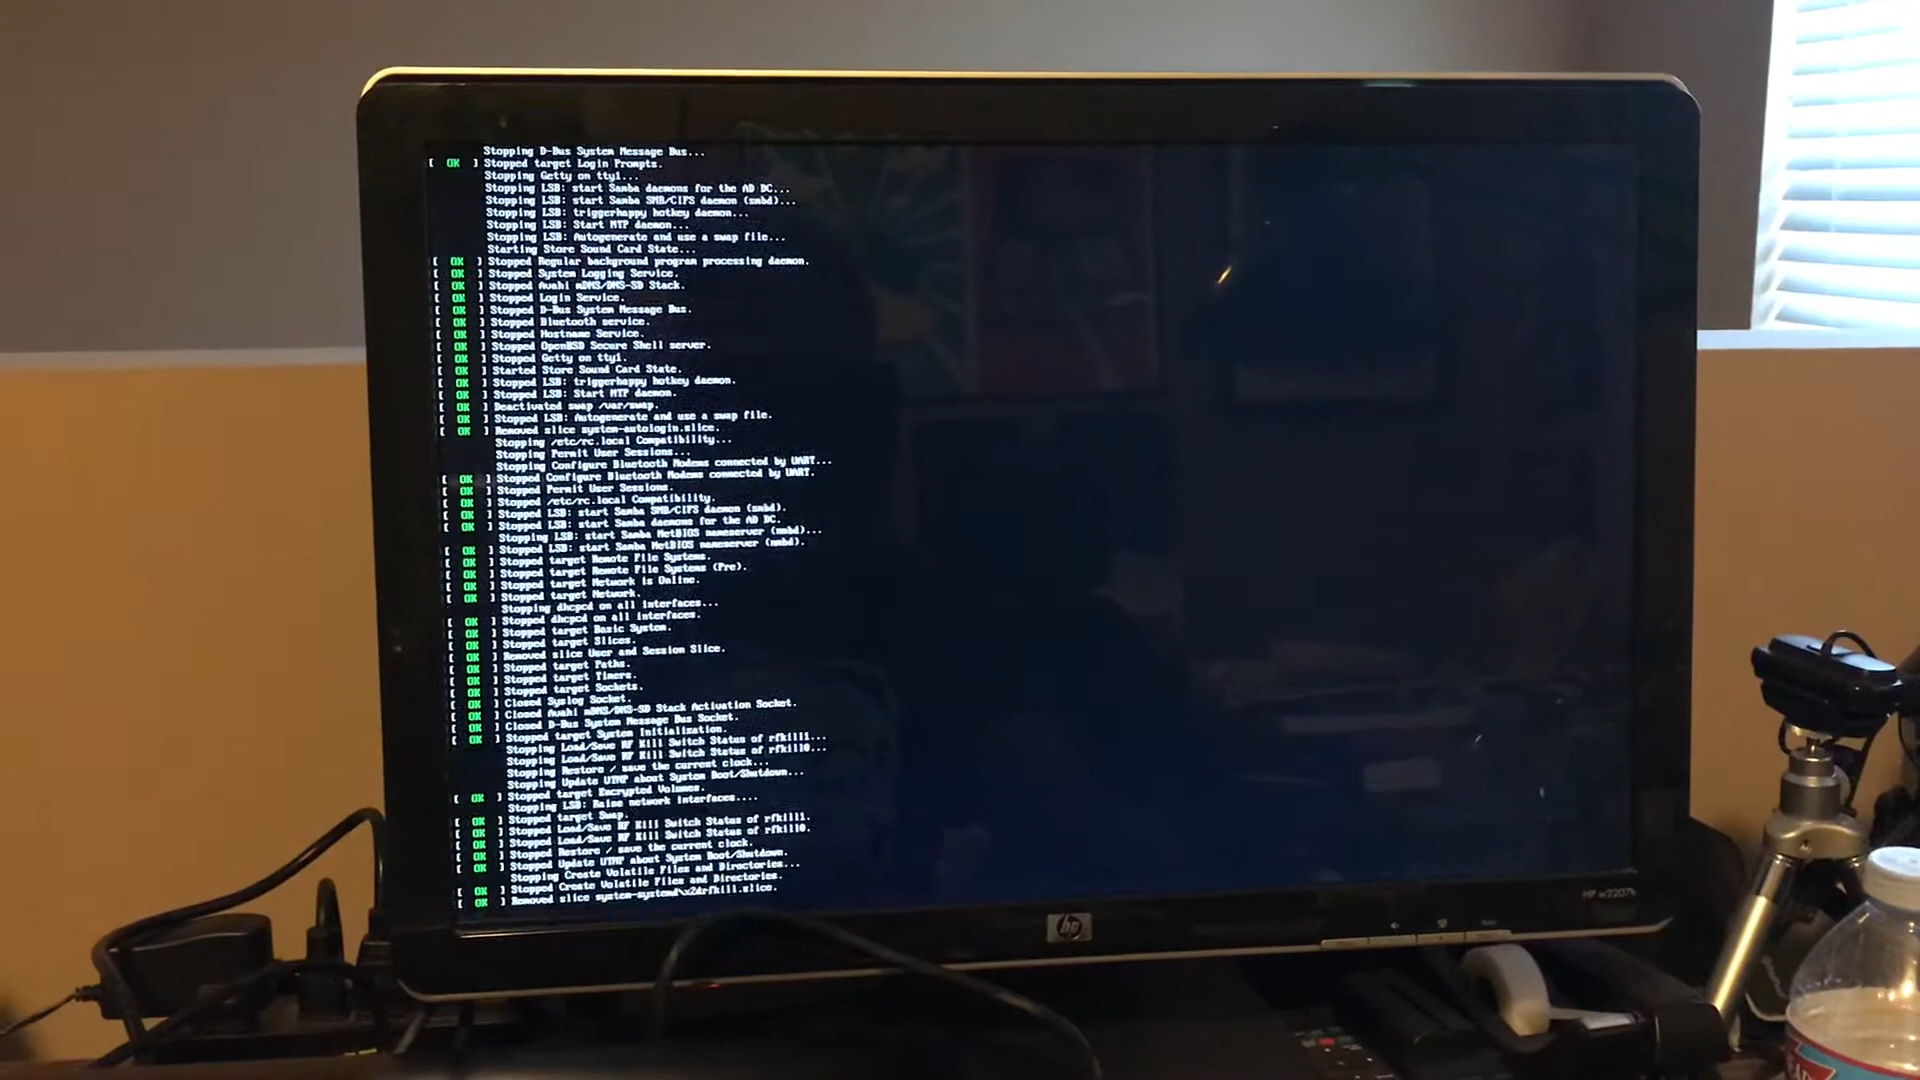 Stopping D-Bus System Message Bus...
[ OK ] Stopped target Login Prompts.
Stopping Getty on tty1...
Stopping LSB: start Samba daemons for the AD DC...
Stopping LSB: start Samba SMB/CIFS daemon (smbd)...
Stopping LSB: triggerhappy hotkey daemon...
Stopping LSB: Start NTP daemon...
Stopping LSB: Autogenerate and use a swap file...
Starting Store Sound Card State...
[ OK ] Stopped Regular background program processing daemon.
[ OK ] Stopped System Logging Service.
[ OK ] Stopped Avahi mDNS/DNS-SD Stack.
[ OK ] Stopped Login Service.
[ OK ] Stopped D-Bus System Message Bus.
[ OK ] Stopped Bluetooth service.
[ OK ] Stopped Hostname Service.
[ OK ] Stopped OpenBSD Secure Shell server.
[ OK ] Stopped Getty on tty1.
[ OK ] Started Store Sound Card State.
[ OK ] Stopped LSB: triggerhappy hotkey daemon.
[ OK ] Stopped LSB: Start NTP daemon.
[ OK ] Deactivated swap /var/swap.
[ OK ] Stopped LSB: Autogenerate and use a swap file.
[ OK ] Removed slice system-autologin.slice.
Stopping /etc/rc.local Compatibility...
Stopping Permit User Sessions...
Stopping Configure Bluetooth Modems connected by UART...
[ OK ] Stopped Configure Bluetooth Modems connected by UART.
[ OK ] Stopped Permit User Sessions.
[ OK ] Stopped /etc/rc.local Compatibility.
[ OK ] Stopped LSB: start Samba SMB/CIFS daemon (smbd).
[ OK ] Stopped LSB: start Samba daemons for the AD DC.
Stopping LSB: start Samba NetBIOS nameserver (nmbd)...
[ OK ] Stopped LSB: start Samba NetBIOS nameserver (nmbd).
[ OK ] Stopped target Remote File Systems.
[ OK ] Stopped target Remote File Systems (Pre).
[ OK ] Stopped target Network is Online.
[ OK ] Stopped target Network.
Stopping dhcpcd on all interfaces...
[ OK ] Stopped dhcpcd on all interfaces.
[ OK ] Stopped target Basic System.
[ OK ] Stopped target Slices.
[ OK ] Removed slice User and Session Slice.
[ OK ] Stopped target Paths.
[ OK ] Stopped target Timers.
[ OK ] Stopped target Sockets.
[ OK ] Closed Syslog Socket.
[ OK ] Closed Avahi mDNS/DNS-SD Stack Activation Socket.
[ OK ] Closed D-Bus System Message Bus Socket.
[ OK ] Stopped target System Initialization.
Stopping Load/Save RF Kill Switch Status of rfkill1...
Stopping Load/Save RF Kill Switch Status of rfkill0...
Stopping Restore / save the current clock...
Stopping Update UTMP about System Boot/Shutdown...
[ OK ] Stopped target Encrypted Volumes.
Stopping LSB: Raise network interfaces....
[ OK ] Stopped target Swap.
[ OK ] Stopped Load/Save RF Kill Switch Status of rfkill1.
[ OK ] Stopped Load/Save RF Kill Switch Status of rfkill0.
[ OK ] Stopped Restore / save the current clock.
[ OK ] Stopped Update UTMP about System Boot/Shutdown.
Stopping Create Volatile Files and Directories...
[ OK ] Stopped Create Volatile Files and Directories.
[ OK ] Removed slice system-systemd\x2drfkill.slice.
HP w2207h
hp